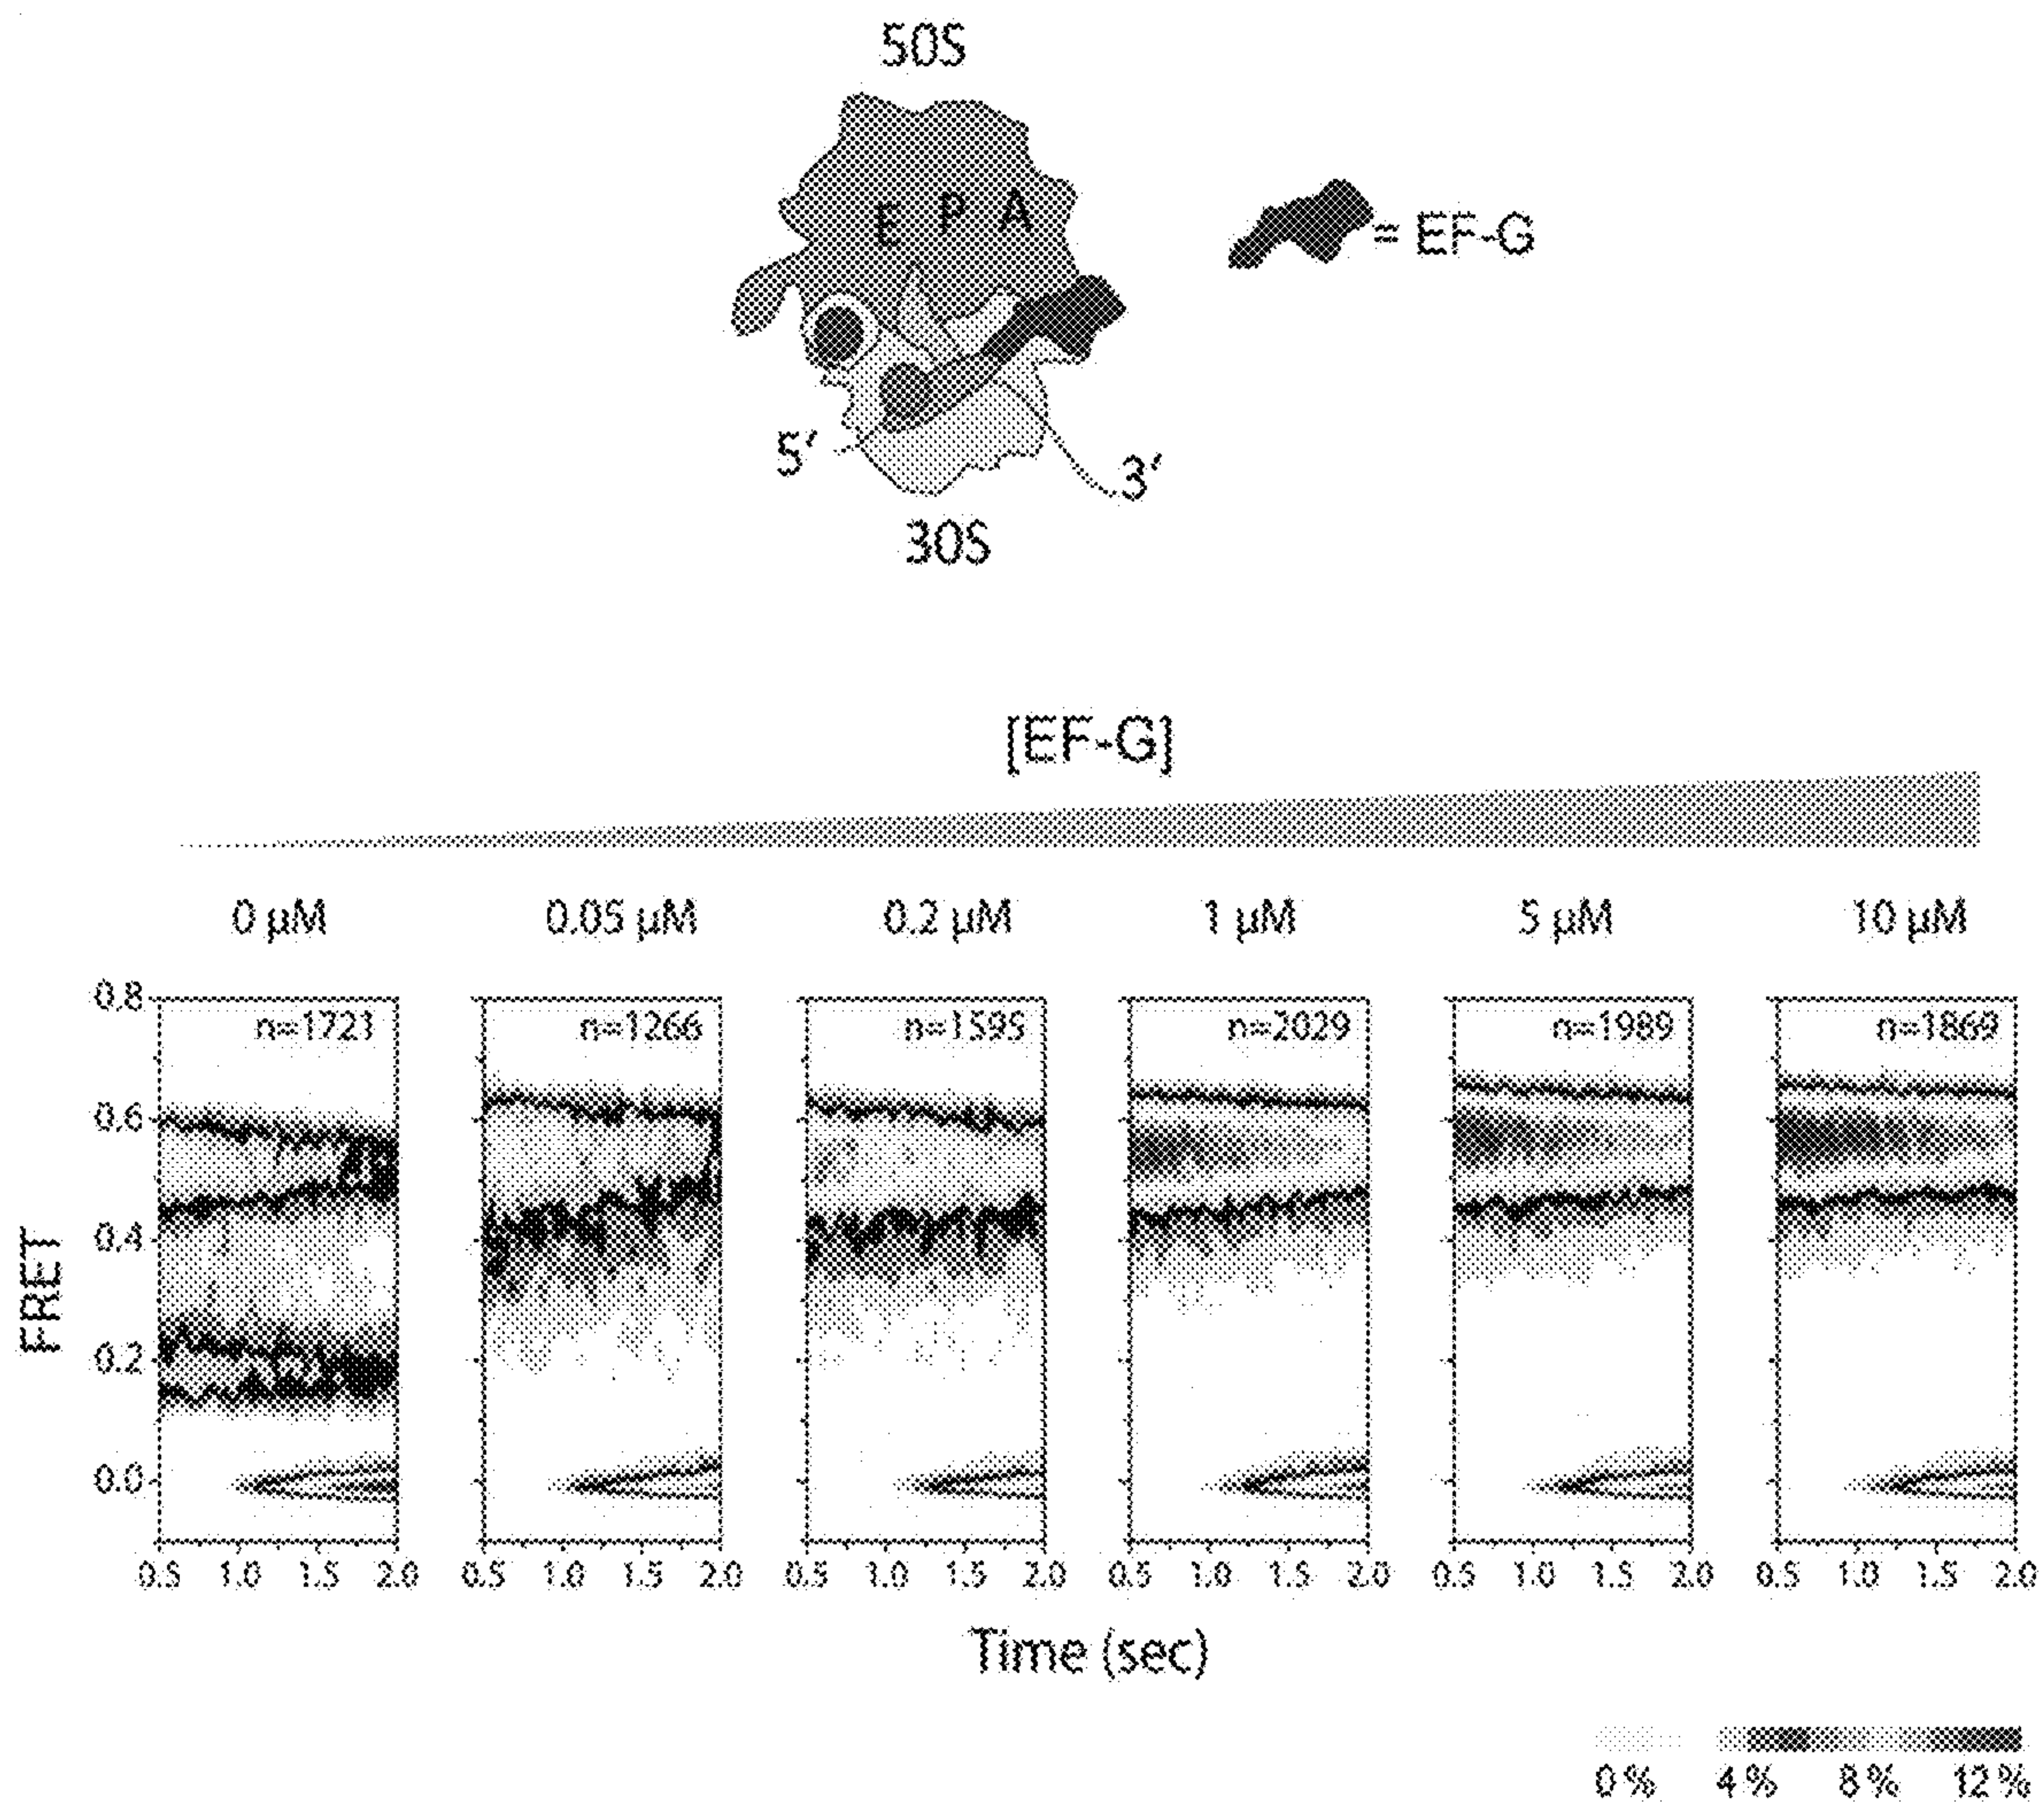 50S
E P A
= EF-G
5′
3′
30S
[EF-G]
0 μM 0.05 μM 0.2 μM 1 μM 5 μM 10 μM
n=1721 n=1266 n=1595 n=2029 n=1989 n=1869
FRET
0.8
0.6
0.4
0.2
0.0
0.5 1.0 1.5 2.0 0.5 1.0 1.5 2.0 0.5 1.0 1.5 2.0 0.5 1.0 1.5 2.0 0.5 1.0 1.5 2.0 0.5 1.0 1.5 2.0
Time (sec)
0% 4% 8% 12%